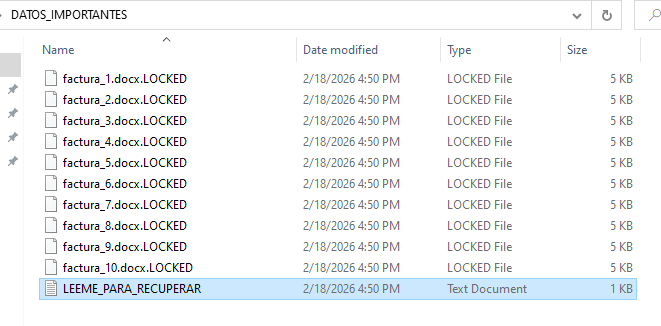 DATOS_IMPORTANTES
Name Date modified Type Size
factura_1.docx.LOCKED 2/18/2026 4:50 PM LOCKED File 5 KB
factura_2.docx.LOCKED 2/18/2026 4:50 PM LOCKED File 5 KB
factura_3.docx.LOCKED 2/18/2026 4:50 PM LOCKED File 5 KB
factura_4.docx.LOCKED 2/18/2026 4:50 PM LOCKED File 5 KB
factura_5.docx.LOCKED 2/18/2026 4:50 PM LOCKED File 5 KB
factura_6.docx.LOCKED 2/18/2026 4:50 PM LOCKED File 5 KB
factura_7.docx.LOCKED 2/18/2026 4:50 PM LOCKED File 5 KB
factura_8.docx.LOCKED 2/18/2026 4:50 PM LOCKED File 5 KB
factura_9.docx.LOCKED 2/18/2026 4:50 PM LOCKED File 5 KB
factura_10.docx.LOCKED 2/18/2026 4:50 PM LOCKED File 5 KB
LEEME_PARA_RECUPERAR 2/18/2026 4:50 PM Text Document 1 KB